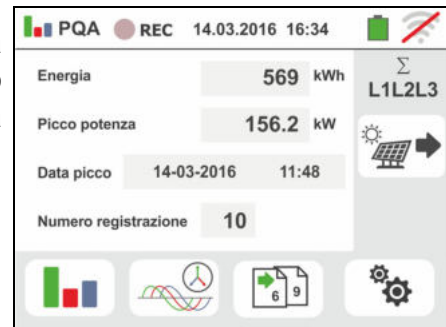 PQA REC 14.03.2016 16:34
Energia 569 kWh
Σ
L1L2L3
Picco potenza 156.2 kW
Data picco 14-03-2016 11:48
Numero registrazione 10
6 9